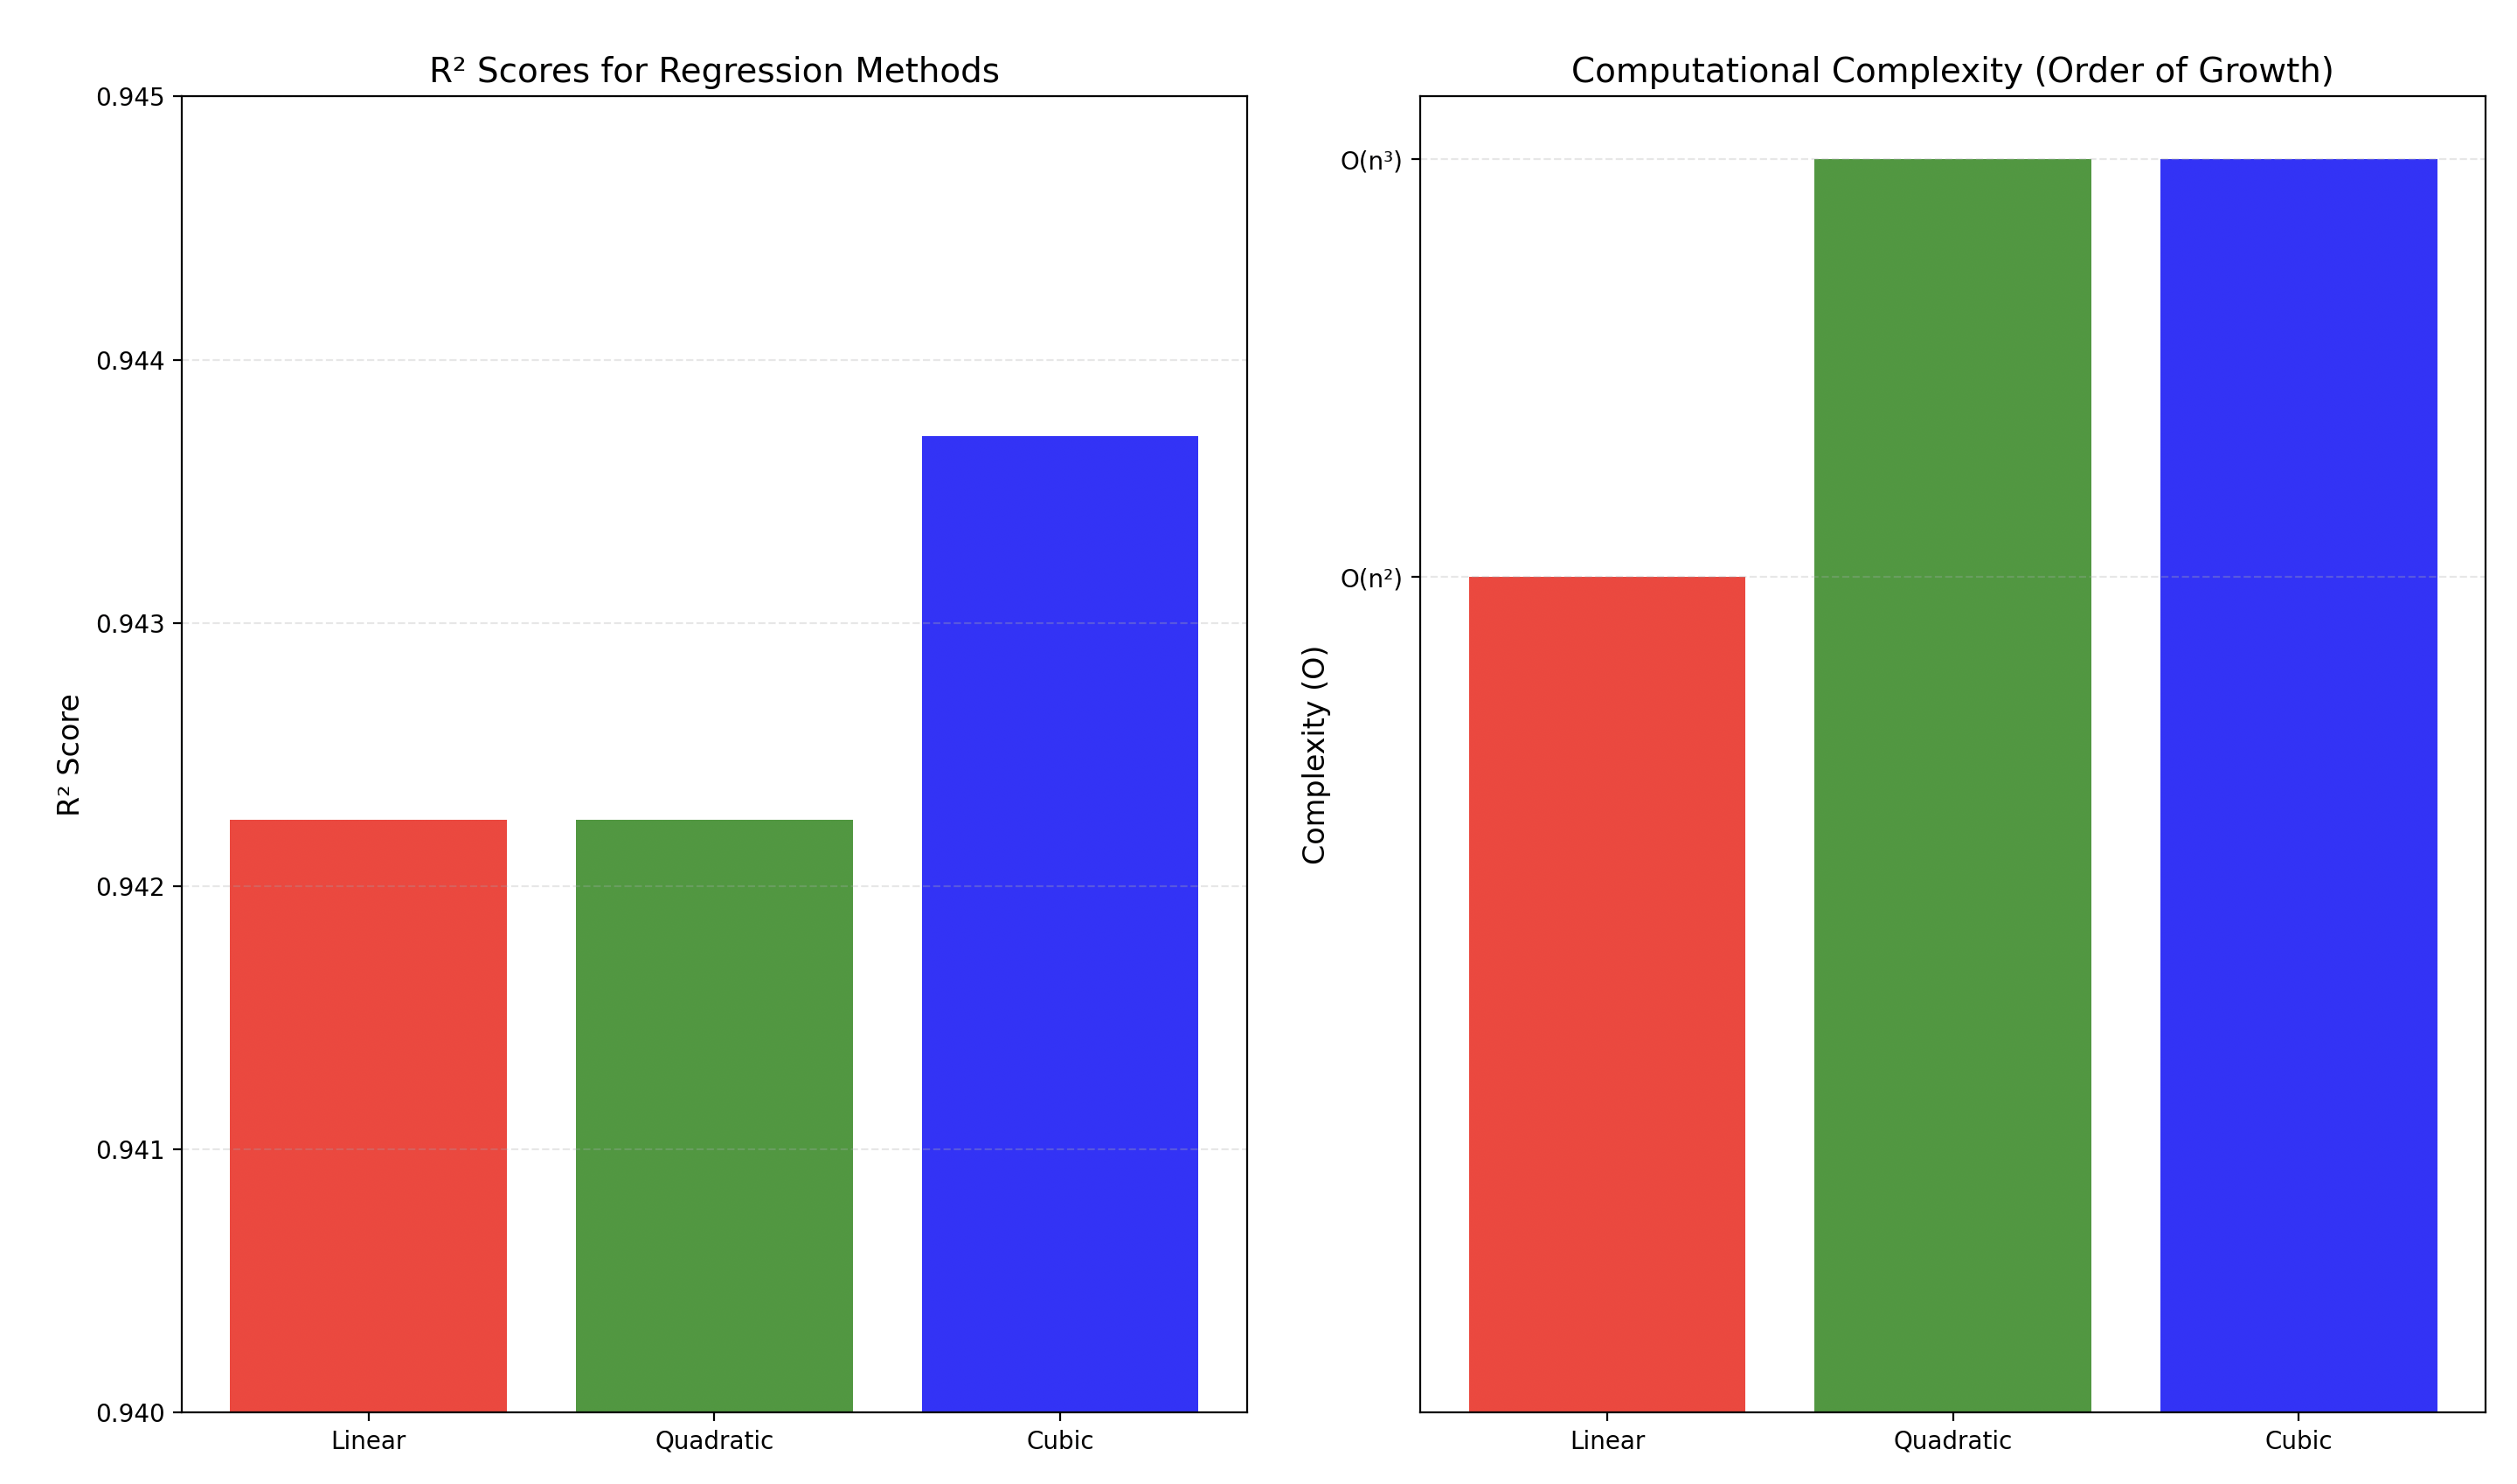 R² Scores for Regression Methods
R² Score
0.945
0.944
0.943
0.942
0.941
0.940
Linear Quadratic Cubic
Computational Complexity (Order of Growth)
Complexity (O)
O(n³)
O(n²)
Linear Quadratic Cubic